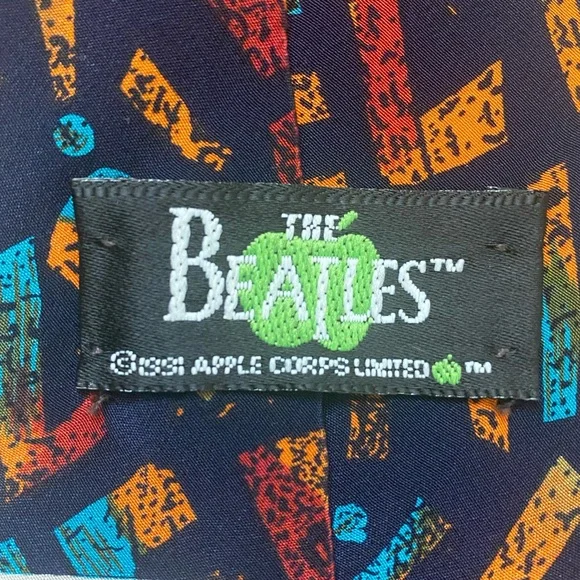 THE
BEATLES™
©1991 APPLE CORPS LIMITED ™